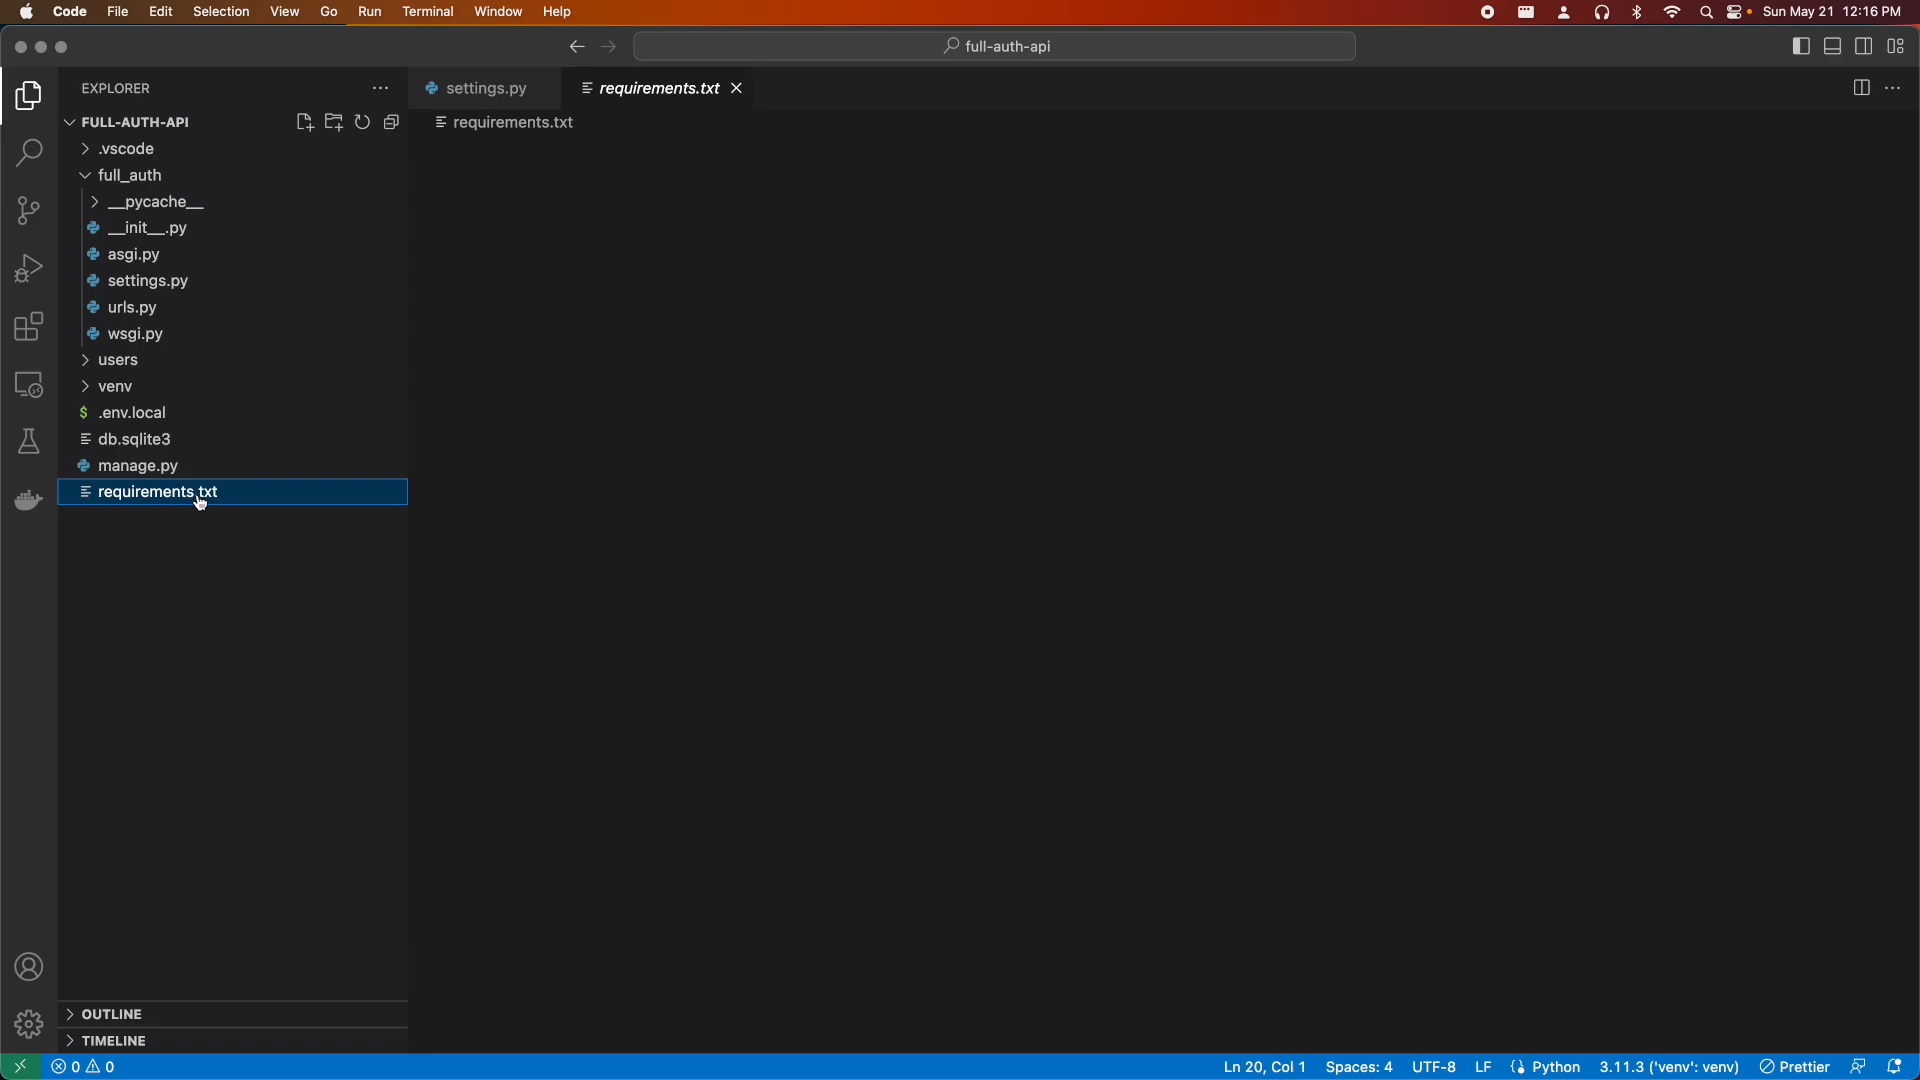 Code File Edit Selection View Go Run Terminal Window Help Sun May 21 12:16 PM
full-auth-api
EXPLORER
settings.py
requirements.txt
FULL-AUTH-API
requirements.txt
.vscode
full_auth
__pycache__
__init__.py
asgi.py
settings.py
urls.py
wsgi.py
users
venv
$ .env.local
db.sqlite3
manage.py
requirements.txt
OUTLINE
TIMELINE
0 0 Ln 20, Col 1 Spaces: 4 UTF-8 LF Python 3.11.3 ('venv': venv) Prettier